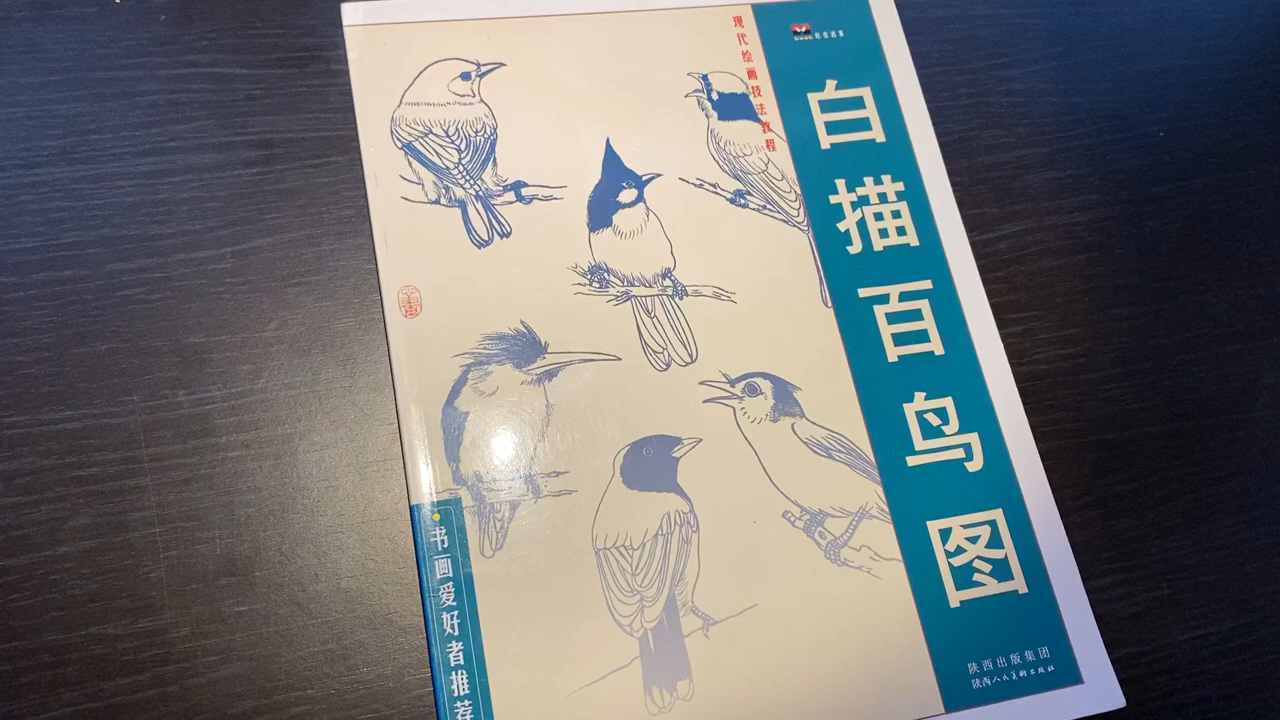 现代绘画技法教程
白描百鸟图
书画爱好者推荐
陕西出版集团
陕西人民美术出版社